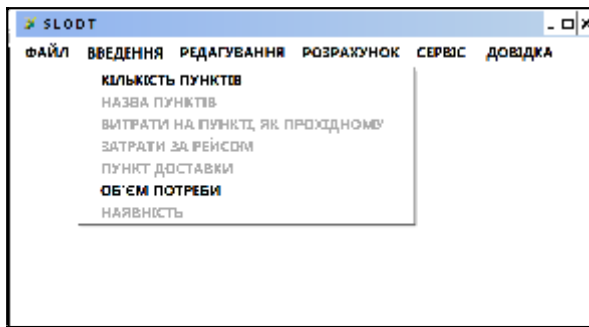 SLODT
ФАЙЛ ВВЕДЕННЯ РЕДАГУВАННЯ РОЗРАХУНОК СЕРВІС ДОВІДКА
КІЛЬКІСТЬ ПУНКТІВ
НАЗВА ПУНКТІВ
ВИТРАТИ НА ПУНКТІ, ЯК ПРОХІДНОМУ
ЗАТРАТИ ЗА РЕЙСОМ
ПУНКТ ДОСТАВКИ
ОБ'ЄМ ПОТРЕБИ
НАЯВНІСТЬ